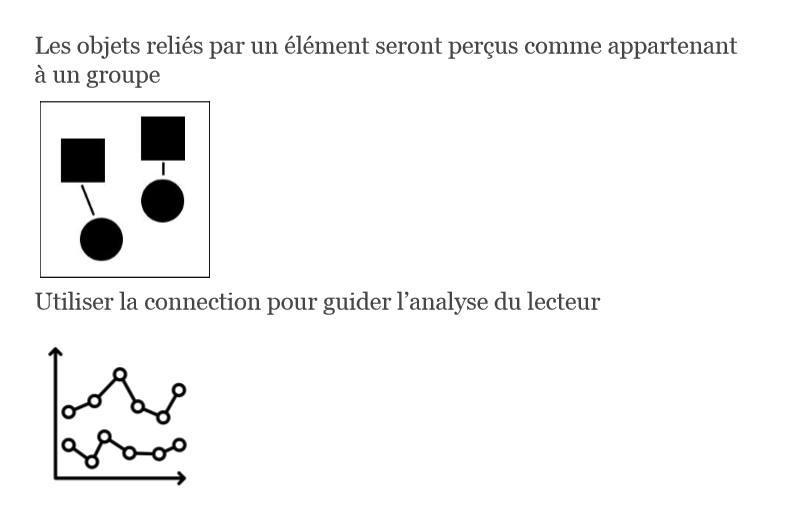 Les objets reliés par un élément seront perçus comme appartenant
à un groupe
Utiliser la connection pour guider l’analyse du lecteur